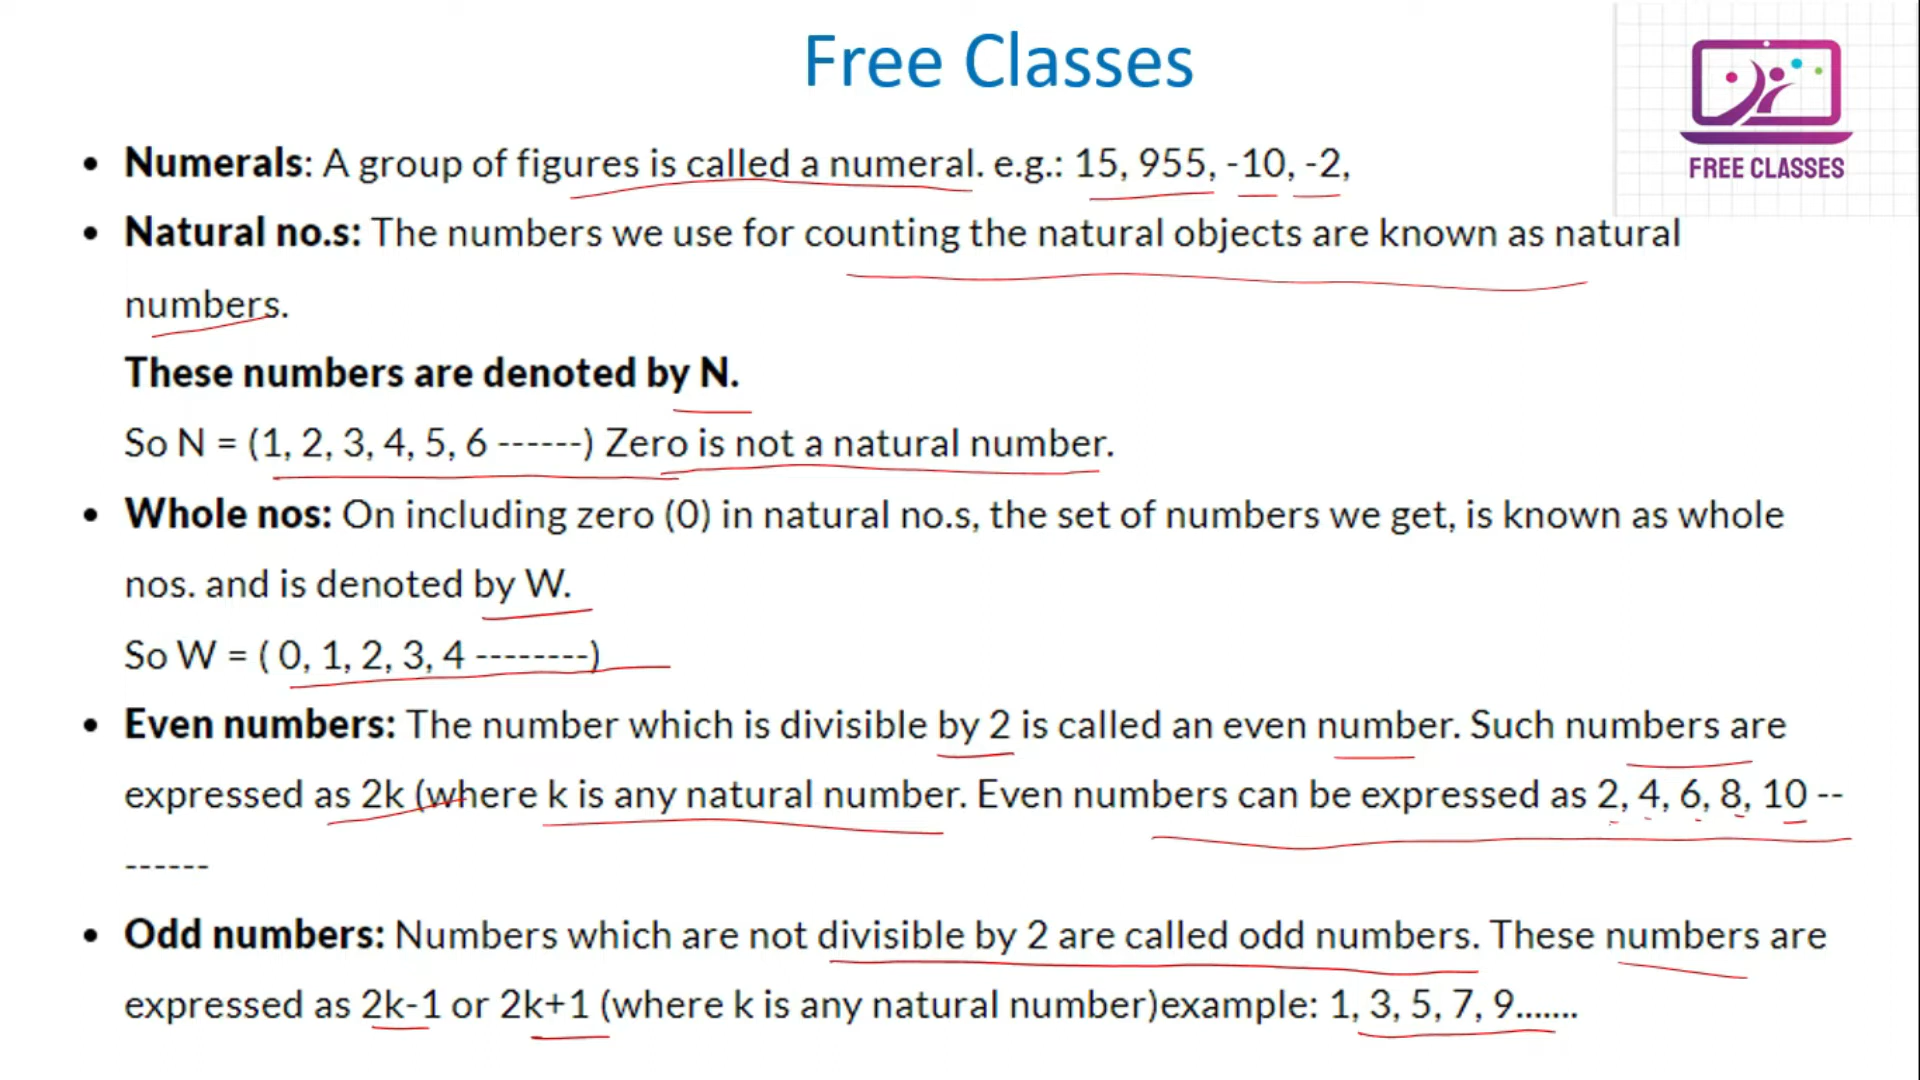 Free Classes
FREE CLASSES
• Numerals: A group of figures is called a numeral. e.g.: 15, 955, -10, -2,
• Natural no.s: The numbers we use for counting the natural objects are known as natural
numbers.
These numbers are denoted by N.
So N = (1, 2, 3, 4, 5, 6 ------) Zero is not a natural number.
• Whole nos: On including zero (0) in natural no.s, the set of numbers we get, is known as whole
nos. and is denoted by W.
So W = ( 0, 1, 2, 3, 4 --------)
• Even numbers: The number which is divisible by 2 is called an even number. Such numbers are
expressed as 2k (where k is any natural number. Even numbers can be expressed as 2, 4, 6, 8, 10 --
------
• Odd numbers: Numbers which are not divisible by 2 are called odd numbers. These numbers are
expressed as 2k-1 or 2k+1 (where k is any natural number)example: 1, 3, 5, 7, 9.......